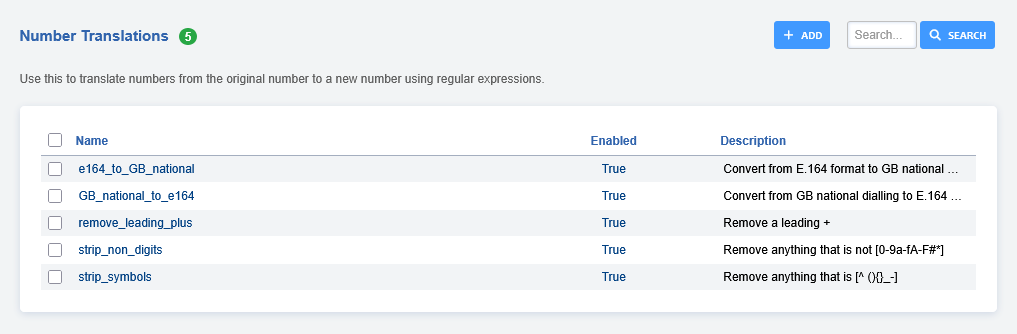 Number Translations 5
+ ADD
Search...
SEARCH
Use this to translate numbers from the original number to a new number using regular expressions.
Name Enabled Description
e164_to_GB_national True Convert from E.164 format to GB national ...
GB_national_to_e164 True Convert from GB national dialling to E.164 ...
remove_leading_plus True Remove a leading +
strip_non_digits True Remove anything that is not [0-9a-fA-F#*]
strip_symbols True Remove anything that is [^ (){}_-]